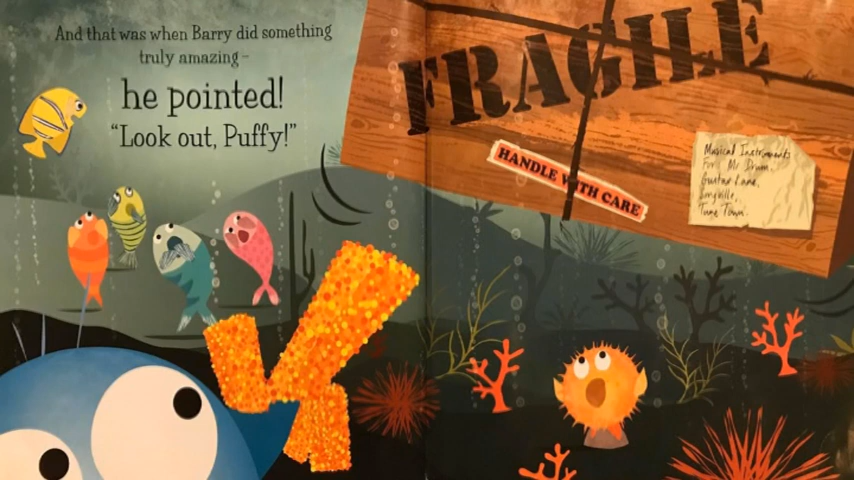 And that was when Barry did something
truly amazing –
he pointed!
“Look out, Puffy!”
FRAGILE
HANDLE WITH CARE
Musical Instruments
For Mr Drum,
Guitar Lane,
Songville,
Tune Town.